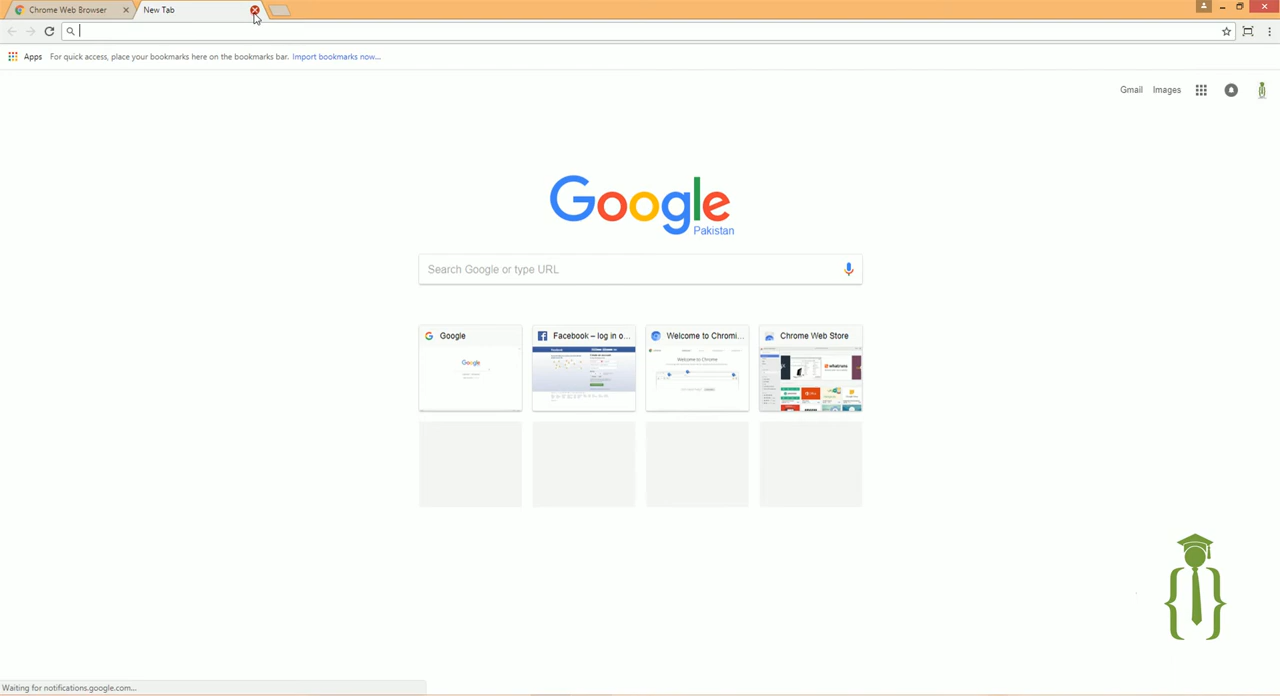 Chrome Web Browser
New Tab
Apps
For quick access, place your bookmarks here on the bookmarks bar. Import bookmarks now...
Gmail Images
Google
Pakistan
Search Google or type URL
Google
Facebook – log in o...
Welcome to Chromi...
Chrome Web Store
Waiting for notifications.google.com...